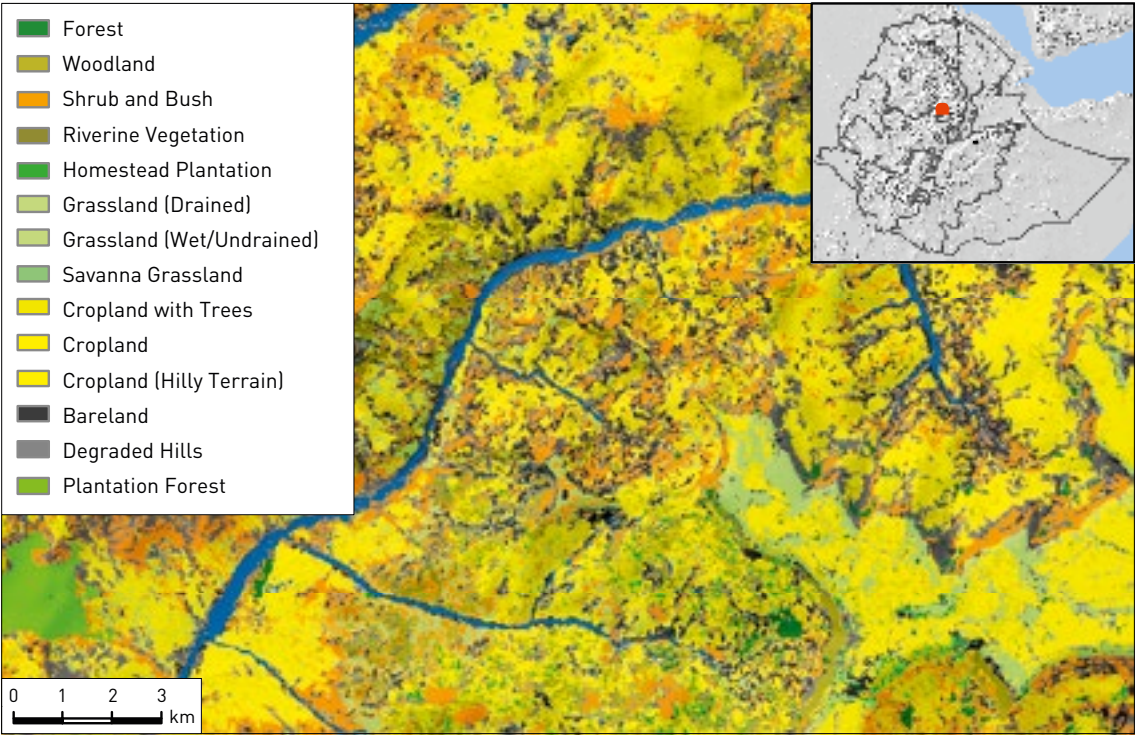 Forest
Woodland
Shrub and Bush
Riverine Vegetation
Homestead Plantation
Grassland (Drained)
Grassland (Wet/Undrained)
Savanna Grassland
Cropland with Trees
Cropland
Cropland (Hilly Terrain)
Bareland
Degraded Hills
Plantation Forest
0 1 2 3
km